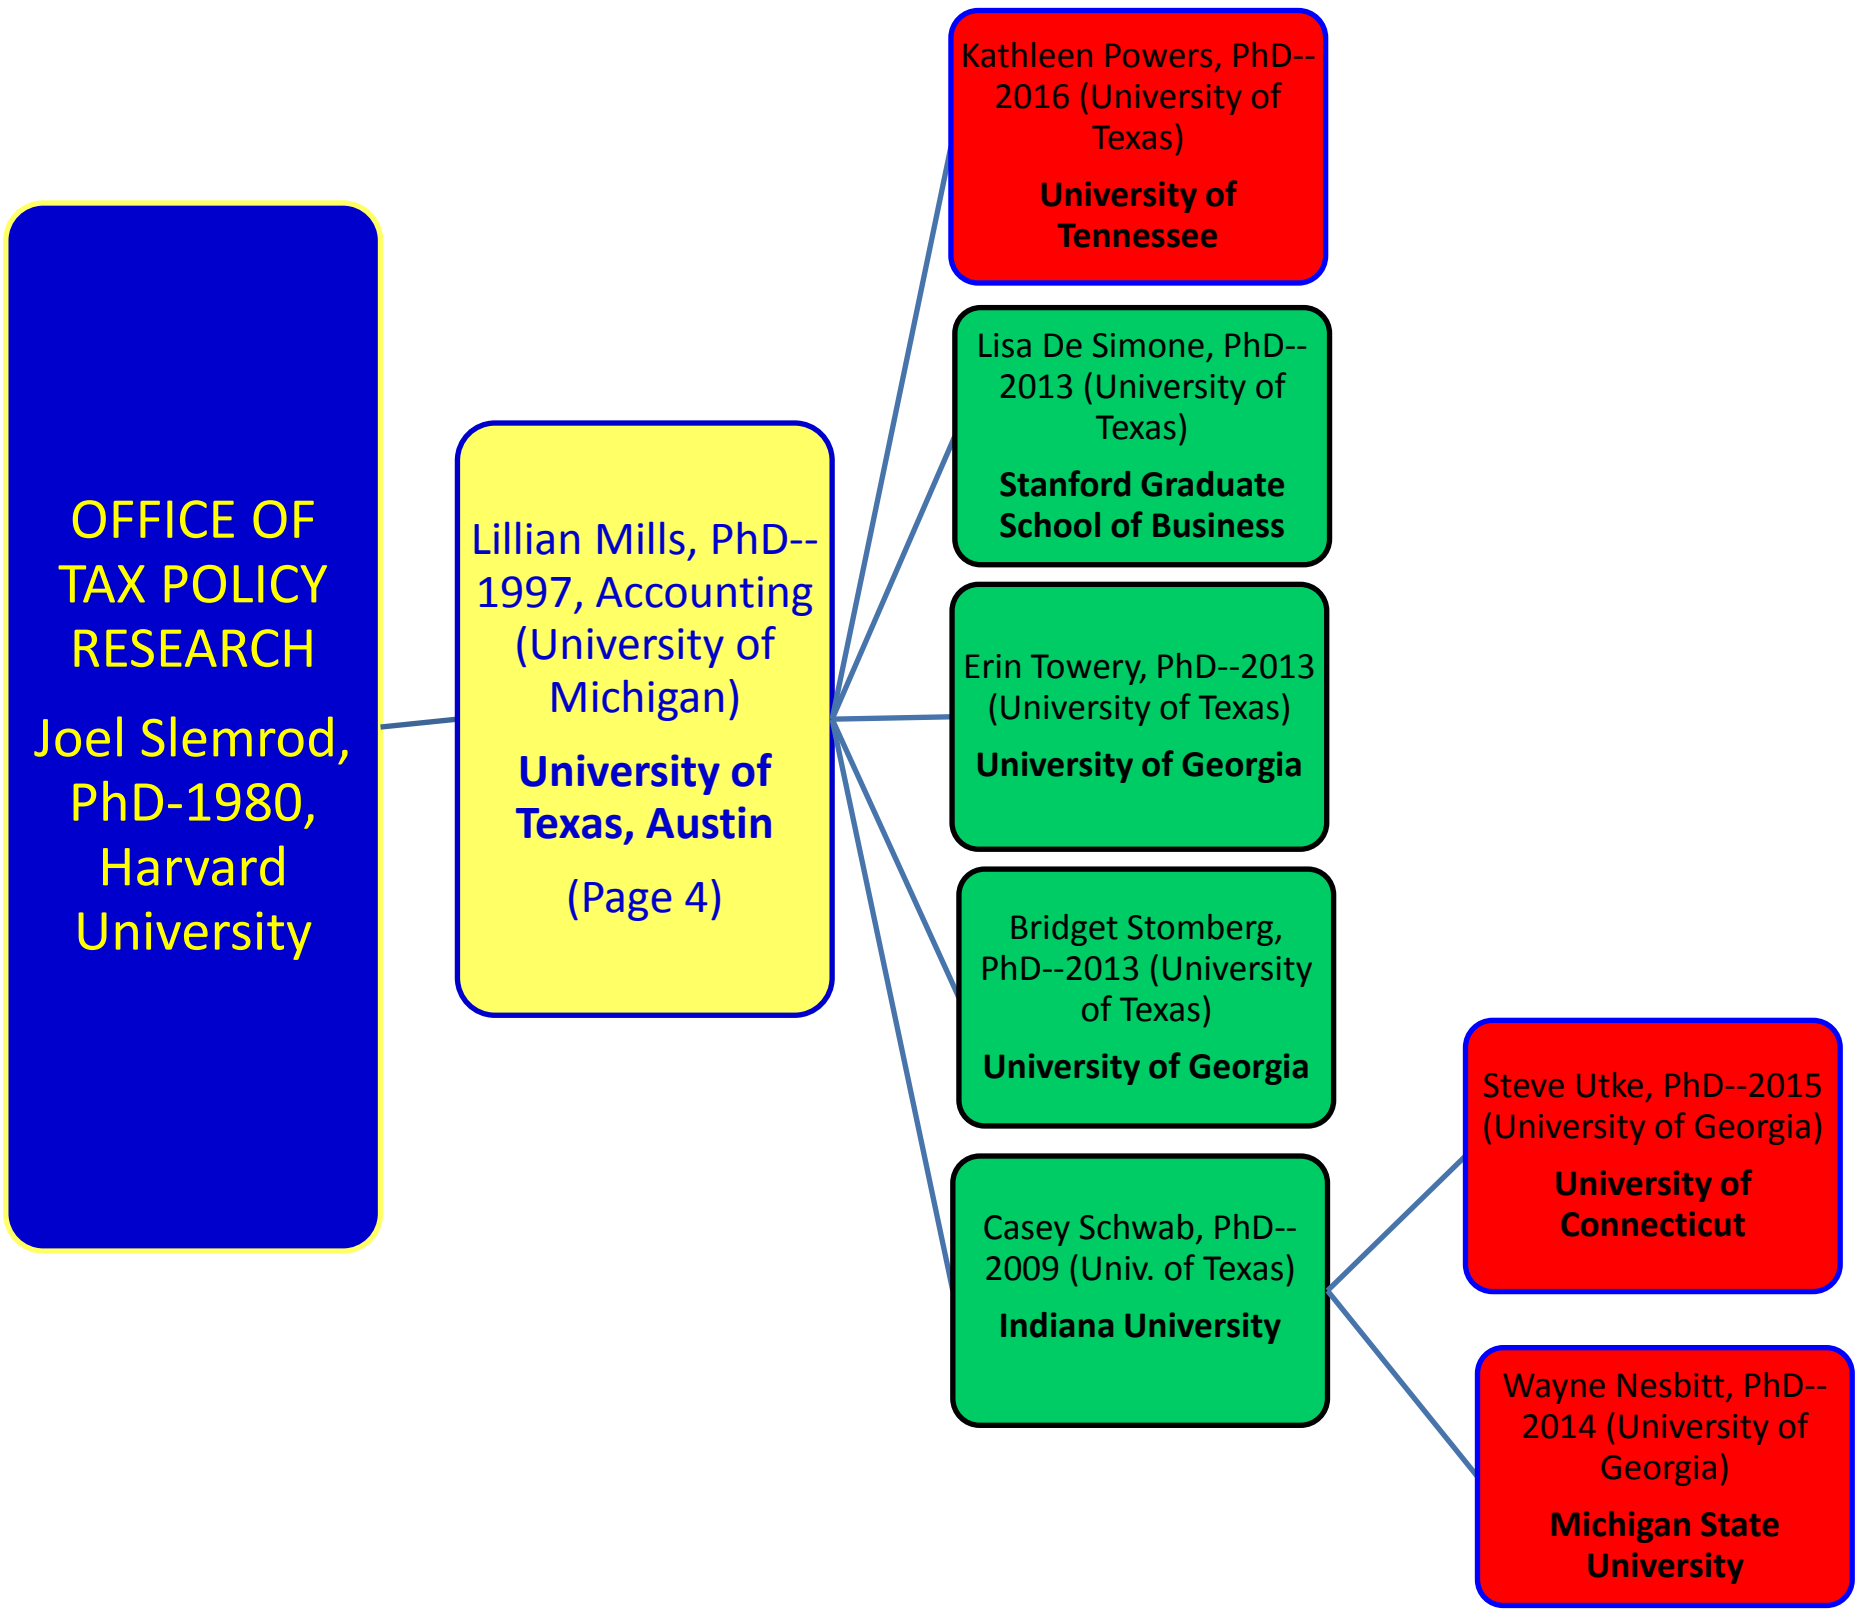 OFFICE OF
TAX POLICY
RESEARCH
Joel Slemrod,
PhD-1980,
Harvard
University
Lillian Mills, PhD--
1997, Accounting
(University of
Michigan)
University of
Texas, Austin
(Page 4)
Kathleen Powers, PhD--
2016 (University of
Texas)
University of
Tennessee
Lisa De Simone, PhD--
2013 (University of
Texas)
Stanford Graduate
School of Business
Erin Towery, PhD--2013
(University of Texas)
University of Georgia
Bridget Stomberg,
PhD--2013 (University
of Texas)
University of Georgia
Casey Schwab, PhD--
2009 (Univ. of Texas)
Indiana University
Steve Utke, PhD--2015
(University of Georgia)
University of
Connecticut
Wayne Nesbitt, PhD--
2014 (University of
Georgia)
Michigan State
University